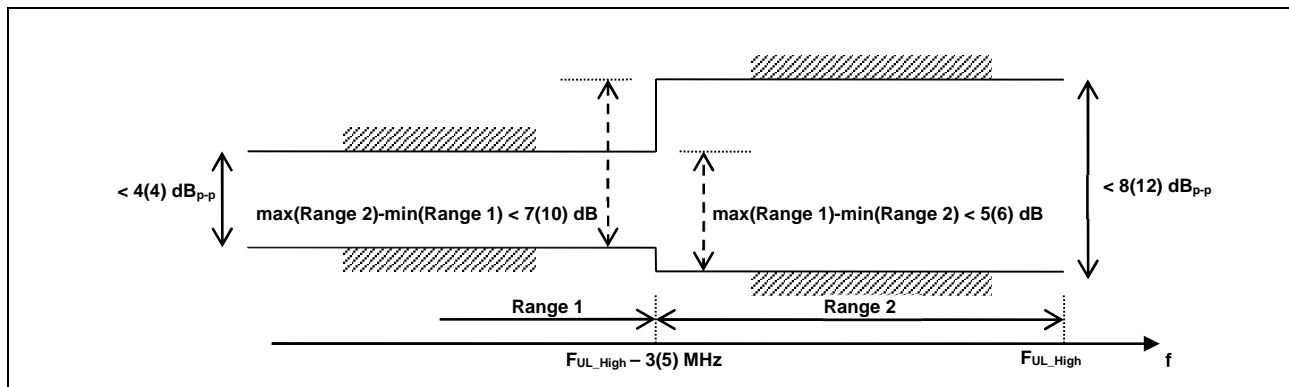 < 4(4) dBp-p
max(Range 2)-min(Range 1) < 7(10) dB
max(Range 1)-min(Range 2) < 5(6) dB
< 8(12) dBp-p
Range 1
Range 2
FUL_High – 3(5) MHz
FUL_High
f